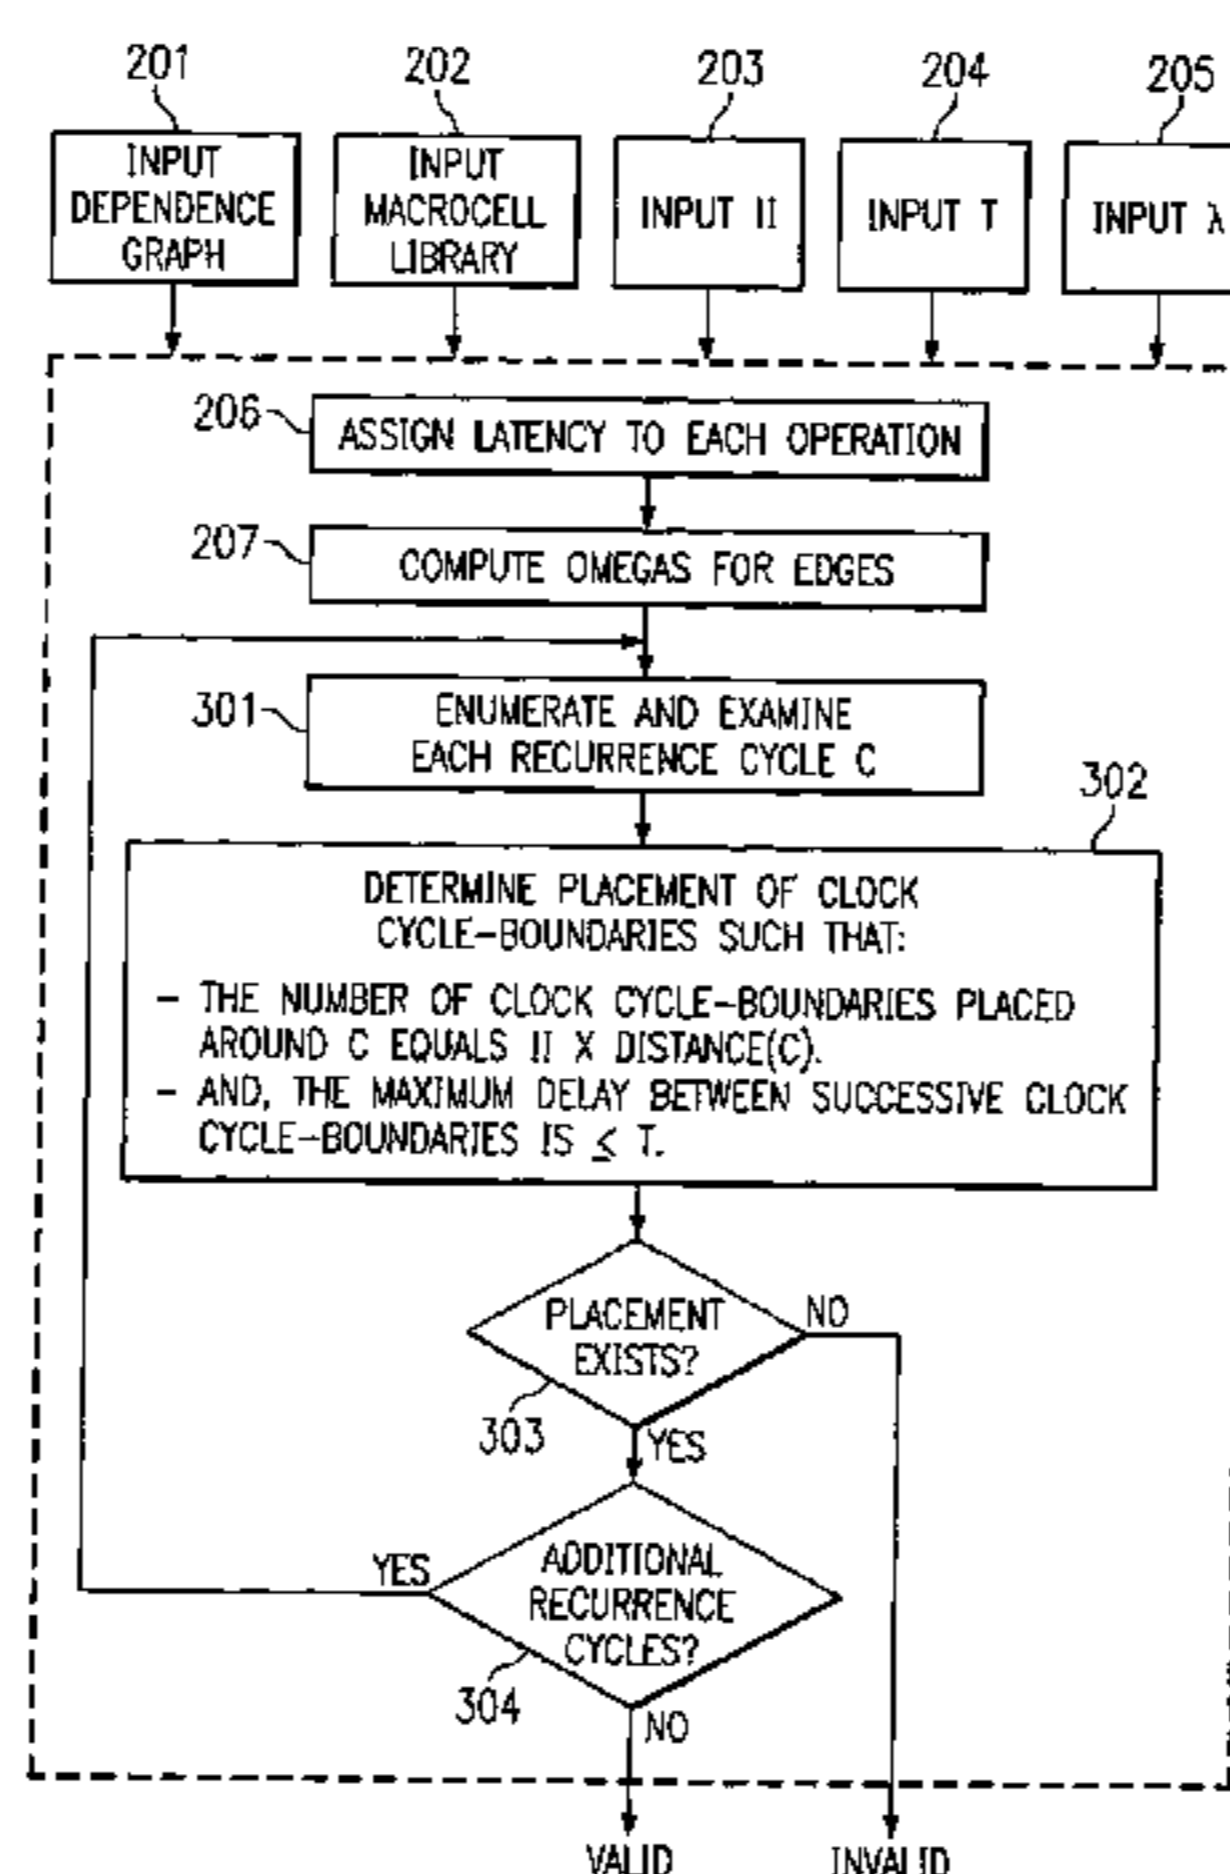 201
202
203
204
205
INPUT
DEPENDENCE
GRAPH
INPUT
MACROCELL
LIBRARY
INPUT II
INPUT T
INPUT λ
206
ASSIGN LATENCY TO EACH OPERATION
207
COMPUTE OMEGAS FOR EDGES
301
ENUMERATE AND EXAMINE
EACH RECURRENCE CYCLE C
302
DETERMINE PLACEMENT OF CLOCK
CYCLE-BOUNDARIES SUCH THAT:
- THE NUMBER OF CLOCK CYCLE-BOUNDARIES PLACED
AROUND C EQUALS II X DISTANCE(C).
- AND, THE MAXIMUM DELAY BETWEEN SUCCESSIVE CLOCK
CYCLE-BOUNDARIES IS ≤ T.
PLACEMENT
EXISTS?
NO
303
YES
YES
ADDITIONAL
RECURRENCE
CYCLES?
304
NO
VALID
INVALID